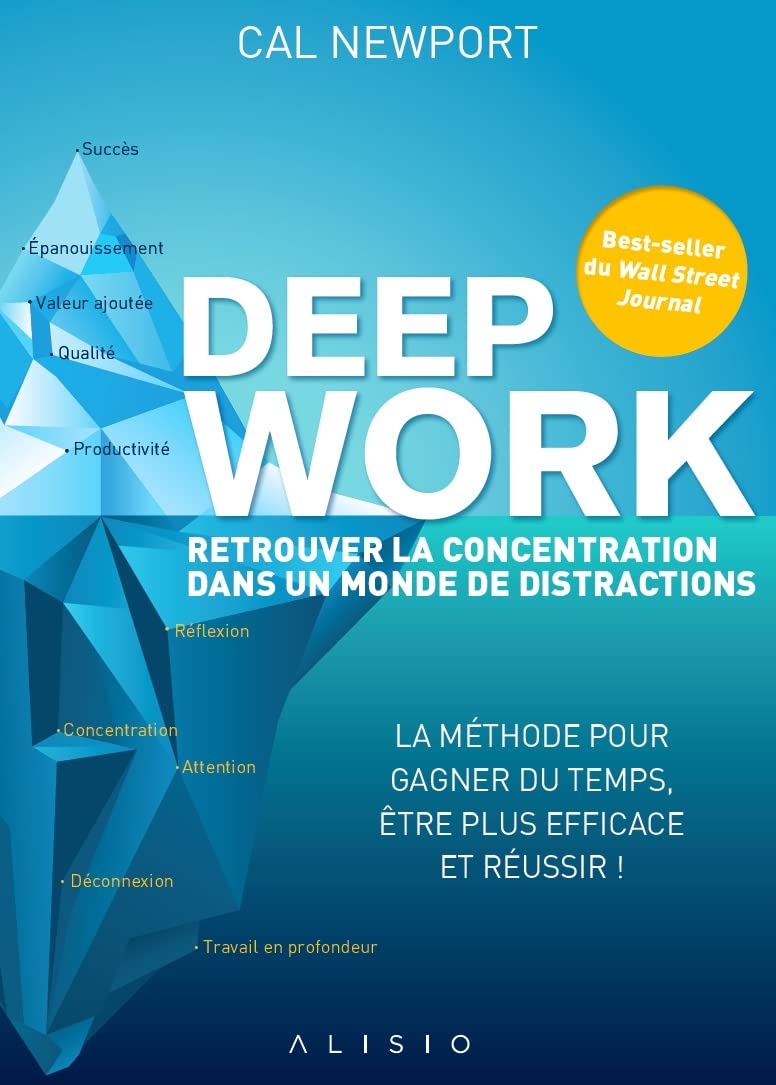 CAL NEWPORT
• Succès
• Épanouissement
• Valeur ajoutée
• Qualité
• Productivité
Best-seller
du Wall Street
Journal
DEEP
WORK
RETROUVER LA CONCENTRATION
DANS UN MONDE DE DISTRACTIONS
• Réflexion
• Concentration
• Attention
• Déconnexion
• Travail en profondeur
LA MÉTHODE POUR
GAGNER DU TEMPS,
ÊTRE PLUS EFFICACE
ET RÉUSSIR !
ALISIO